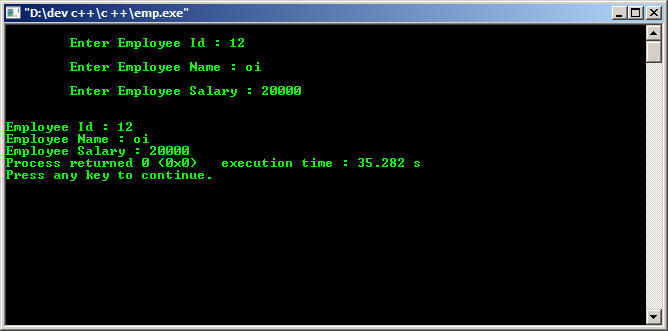 "D:\dev c++\c ++\emp.exe"
Enter Employee Id : 12
Enter Employee Name : oi
Enter Employee Salary : 20000
Employee Id : 12
Employee Name : oi
Employee Salary : 20000
Process returned 0 (0x0)   execution time : 35.282 s
Press any key to continue.